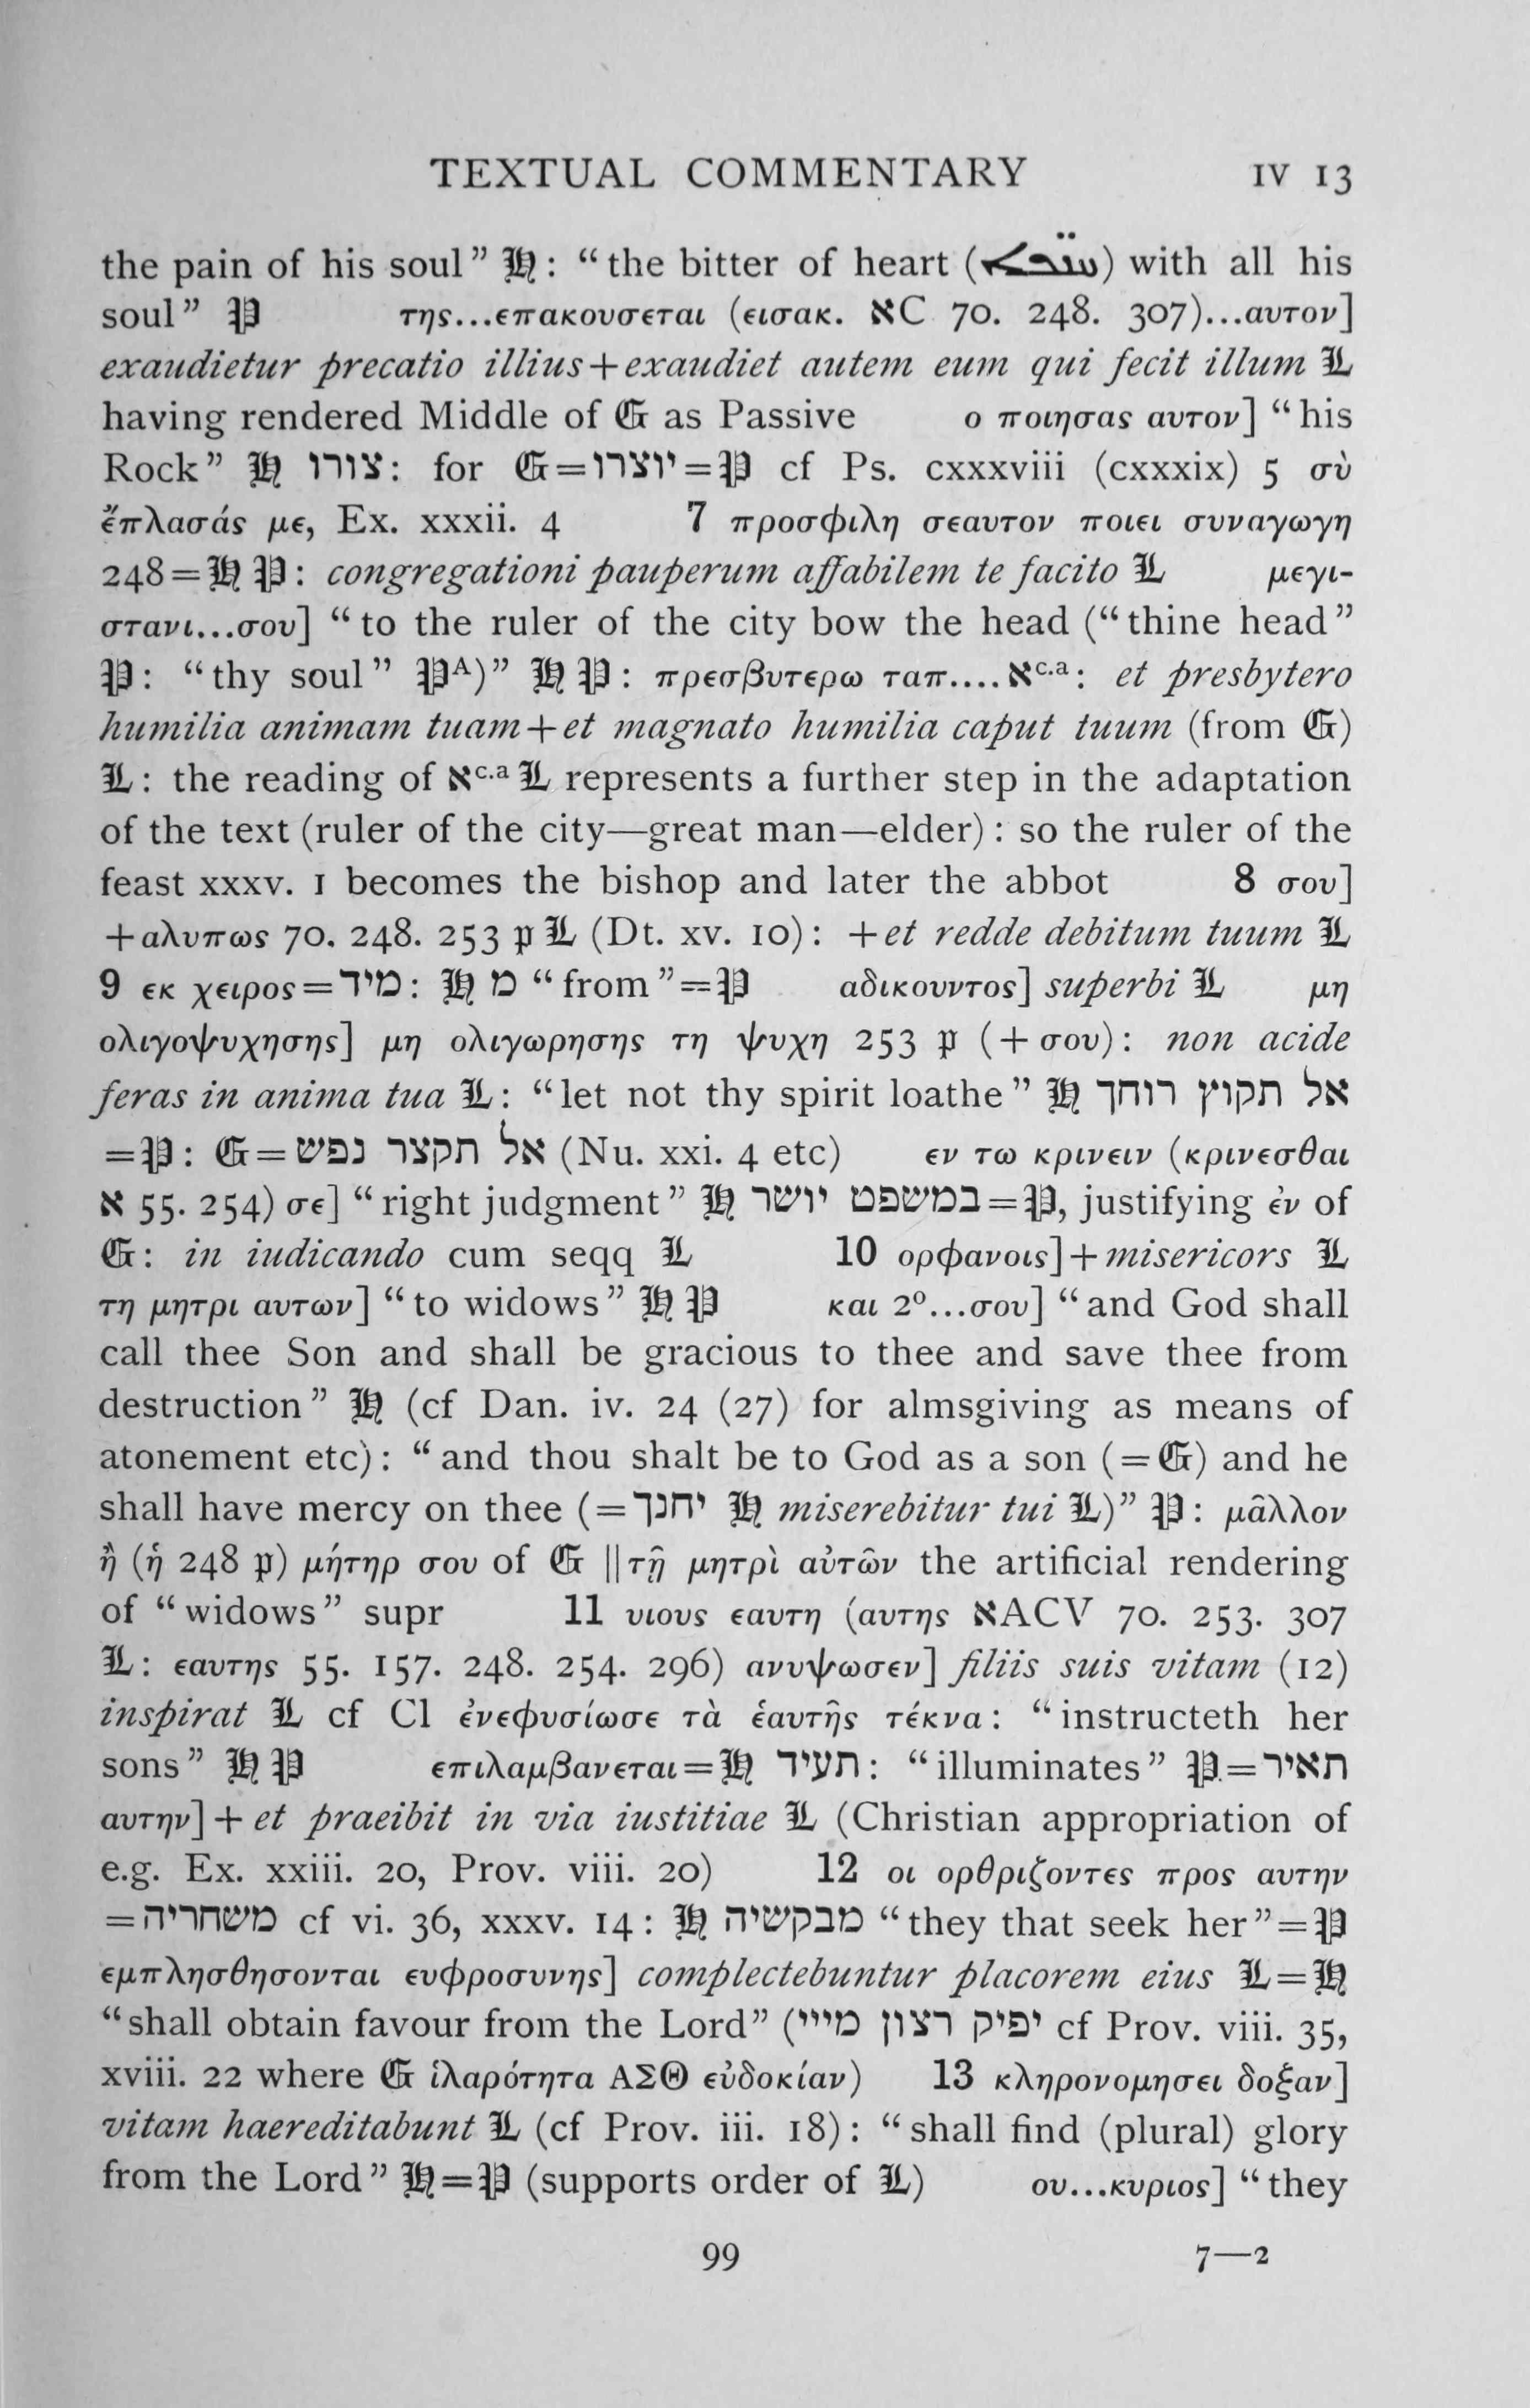 TEXTUAL COMMENTARY IV 13
the pain of his soul” 𝕳 : “the bitter of heart () with all his
soul” 𝕻 της...επακουσεται (εισακ. אC 70. 248. 307)...αυτον]
exaudietur precatio illius + exaudiet autem eum qui fecit illum 𝕷
having rendered Middle of 𝕲 as Passive ο ποιησας αυτον] “his
Rock” 𝕳 צורו: for 𝕲 = יוצרו = 𝕻 cf Ps. cxxxviii (cxxxix) 5 σὺ
ἔπλασάς με, Ex. xxxii. 4 7 προσφιλη σεαυτον ποιει συναγωγη
248 = 𝕳 𝕻 : congregationi pauperum affabilem te facito 𝕷 μεγι-
στανι...σου] “to the ruler of the city bow the head (“thine head”
𝕻 : “thy soul” 𝕻ᴬ)” 𝕳 𝕻 : πρεσβυτερω ταπ.... אᶜ·ᵃ : et presbytero
humilia animam tuam + et magnato humilia caput tuum (from 𝕲)
𝕷 : the reading of אᶜ·ᵃ 𝕷 represents a further step in the adaptation
of the text (ruler of the city—great man—elder) : so the ruler of the
feast xxxv. 1 becomes the bishop and later the abbot 8 σου]
+ αλυπως 70. 248. 253 𝔭 𝕷 (Dt. xv. 10) : + et redde debitum tuum 𝕷
9 εκ χειρος = מיד : 𝕳 מ “from” = 𝕻 αδικουντος] superbi 𝕷 μη
ολιγοψυχησης] μη ολιγωρησης τη ψυχη 253 𝔭 (+ σου) : non acide
feras in anima tua 𝕷 : “let not thy spirit loathe” 𝕳 אל תקוץ רוחך
= 𝕻 : 𝕲 = אל תקצר נפש (Nu. xxi. 4 etc) εν τω κρινειν (κρινεσθαι
א 55. 254) σε] “right judgment” 𝕳 במשפט יושר = 𝕻, justifying ἐν of
𝕲 : in iudicando cum seqq 𝕷 10 ορφανοις] + misericors 𝕷
τη μητρι αυτων] “to widows” 𝕳 𝕻 και 2⁰...σου] “and God shall
call thee Son and shall be gracious to thee and save thee from
destruction” 𝕳 (cf Dan. iv. 24 (27) for almsgiving as means of
atonement etc) : “and thou shalt be to God as a son (= 𝕲) and he
shall have mercy on thee (= יחנך 𝕳 miserebitur tui 𝕷)” 𝕻 : μᾶλλον
ἢ (ἡ 248 𝔭) μήτηρ σου of 𝕲 || τῇ μητρὶ αὐτῶν the artificial rendering
of “widows” supr 11 υιους εαυτη (αυτης אACV 70. 253. 307
𝕷 : εαυτης 55. 157. 248. 254. 296) ανυψωσεν] filiis suis vitam (12)
inspirat 𝕷 cf Cl ἐνεφυσίωσε τὰ ἑαυτῆς τέκνα : “instructeth her
sons” 𝕳 𝕻 επιλαμβανεται = 𝕳 תעיד : “illuminates” 𝕻. = תאיר
αυτην] + et praeibit in via iustitiae 𝕷 (Christian appropriation of
e.g. Ex. xxiii. 20, Prov. viii. 20) 12 οι ορθριζοντες προς αυτην
= משחריה cf vi. 36, xxxv. 14 : 𝕳 מבקשיה “they that seek her” = 𝕻
εμπλησθησονται ευφροσυνης] complectebuntur placorem eius 𝕷 = 𝕳
“shall obtain favour from the Lord” (יפיק רצון מייי cf Prov. viii. 35,
xviii. 22 where 𝕲 ἱλαρότητα ΑΣΘ εὐδοκίαν) 13 κληρονομησει δοξαν]
vitam haereditabunt 𝕷 (cf Prov. iii. 18) : “shall find (plural) glory
from the Lord” 𝕳 = 𝕻 (supports order of 𝕷) ου...κυριος] “they
99 7—2